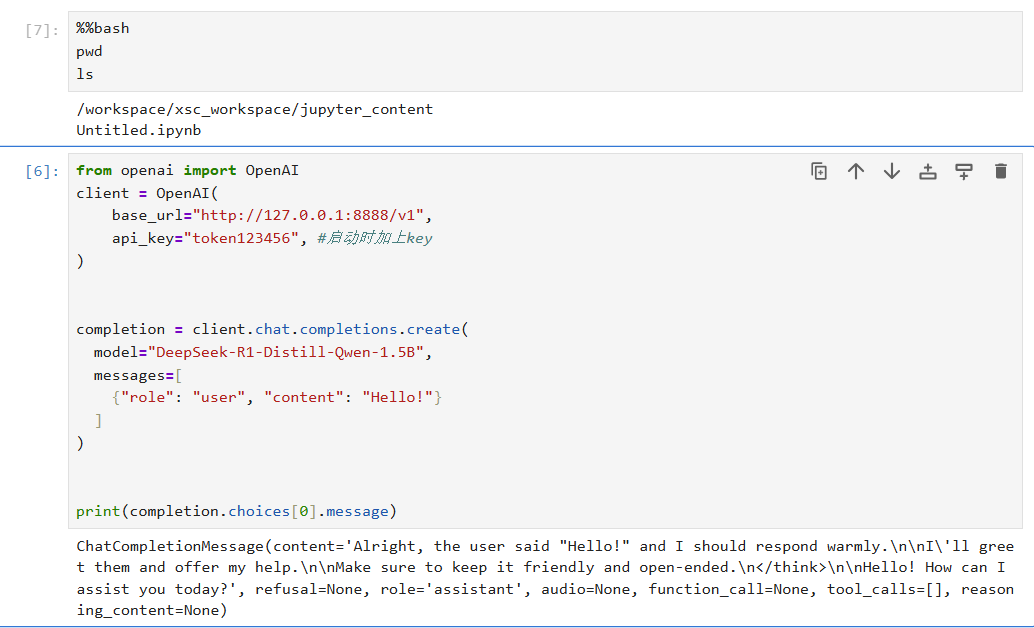 [7]:
%%bash
pwd
ls
/workspace/xsc_workspace/jupyter_content
Untitled.ipynb
[6]:
from openai import OpenAI
client = OpenAI(
    base_url="http://127.0.0.1:8888/v1",
    api_key="token123456", #启动时加上key
)
completion = client.chat.completions.create(
  model="DeepSeek-R1-Distill-Qwen-1.5B",
  messages=[
    {"role": "user", "content": "Hello!"}
  ]
)
print(completion.choices[0].message)
ChatCompletionMessage(content='Alright, the user said "Hello!" and I should respond warmly.\n\nI\'ll gree
t them and offer my help.\n\nMake sure to keep it friendly and open-ended.\n</think>\n\nHello! How can I
assist you today?', refusal=None, role='assistant', audio=None, function_call=None, tool_calls=[], reason
ing_content=None)